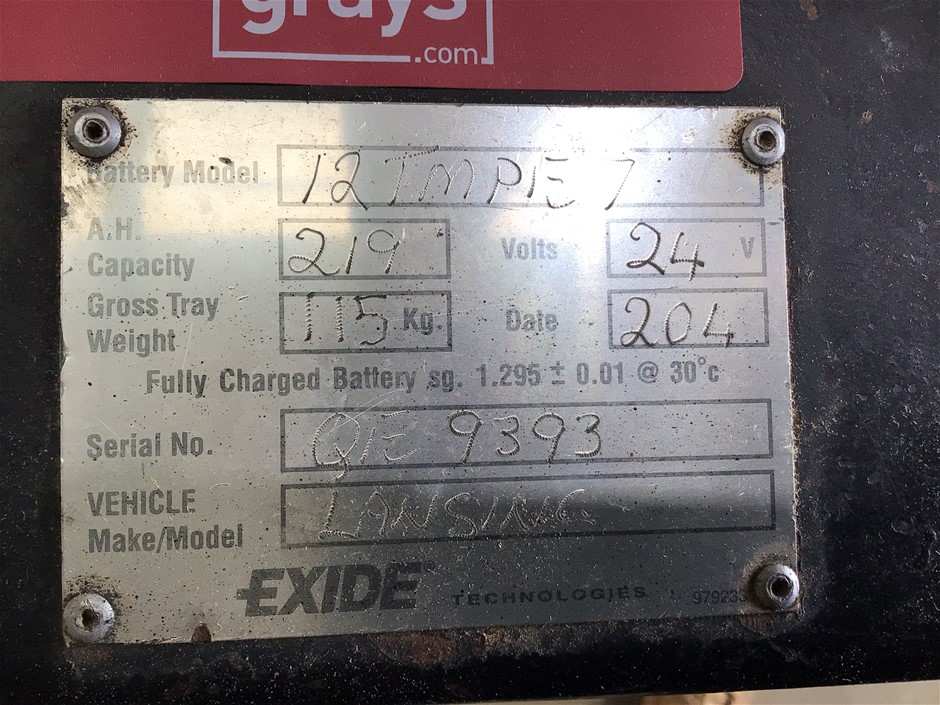 grays
.com
Battery Model 12TMPE7
A.H. Capacity 219 Volts 24 V
Gross Tray Weight 115 Kg. Date 204
Fully Charged Battery sg. 1.295 ± 0.01 @ 30°c
Serial No. QIE 9393
VEHICLE Make/Model LANSING
EXIDE TECHNOLOGIES